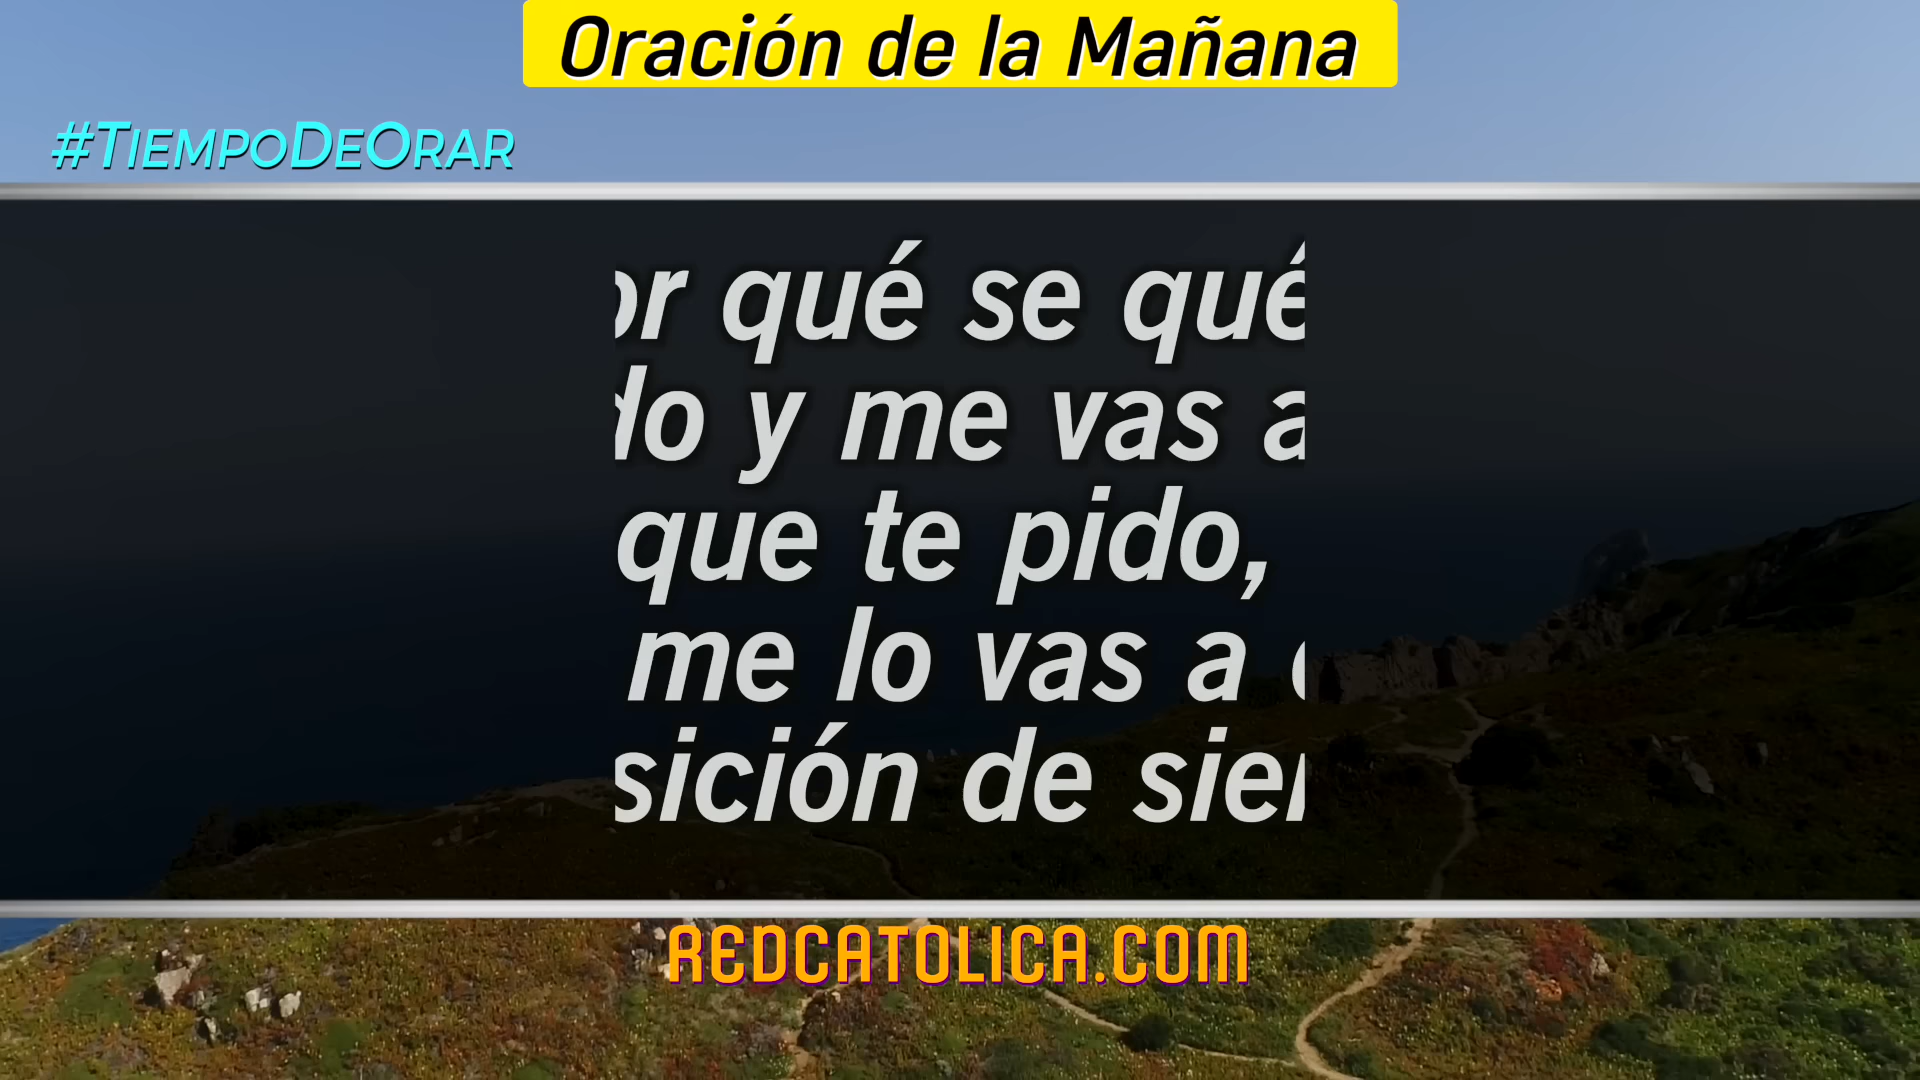 Oración de la Mañana
#TiempoDeOrar
or qué se qué
do y me vas a
que te pido,
me lo vas a
sición de sie
REDCATOLICA.COM